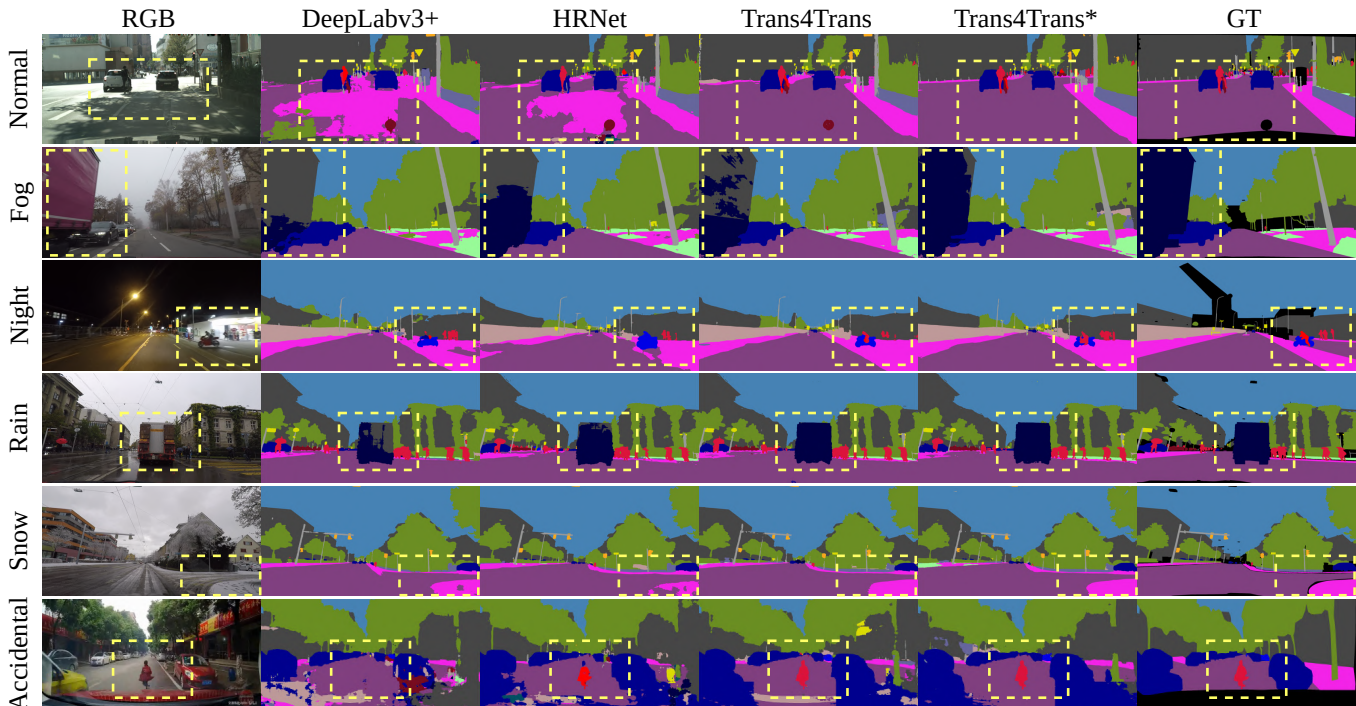 RGB DeepLabv3+ HRNet Trans4Trans Trans4Trans* GT
Normal
Fog
Night
Rain
Snow
Accidental